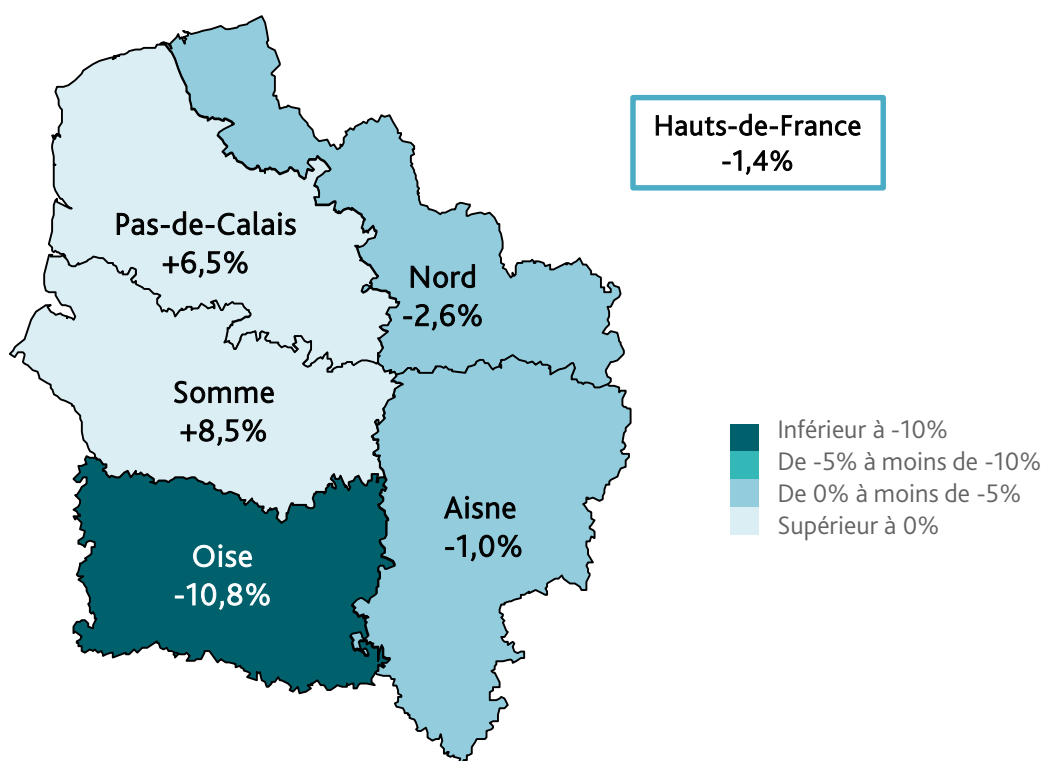 Hauts-de-France
-1,4%
Pas-de-Calais
+6,5%
Nord
-2,6%
Somme
+8,5%
Aisne
-1,0%
Oise
-10,8%
Inférieur à -10%
De -5% à moins de -10%
De 0% à moins de -5%
Supérieur à 0%